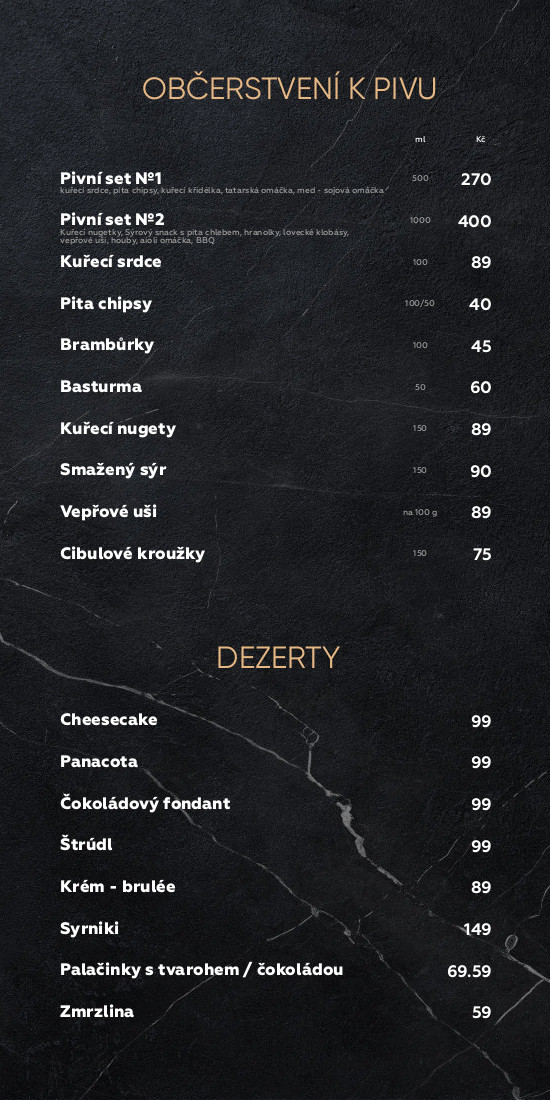 OBČERSTVENÍ K PIVU
ml Kč
Pivní set №1 500 270
kuřecí srdce, pita chipsy, kuřecí křidélka, tatarská omáčka, med - sojová omáčka
Pivní set №2 1000 400
Kuřecí nugetky, Sýrový snack s pita chlebem, hranolky, lovecké klobásy,
vepřové uši, houby, aioli omáčka, BBQ
Kuřecí srdce 100 89
Pita chipsy 100/50 40
Brambůrky 100 45
Basturma 50 60
Kuřecí nugety 150 89
Smažený sýr 150 90
Vepřové uši na 100 g 89
Cibulové kroužky 150 75
DEZERTY
Cheesecake 99
Panacota 99
Čokoládový fondant 99
Štrúdl 99
Krém - brulée 89
Syrniki 149
Palačinky s tvarohem / čokoládou 69.59
Zmrzlina 59